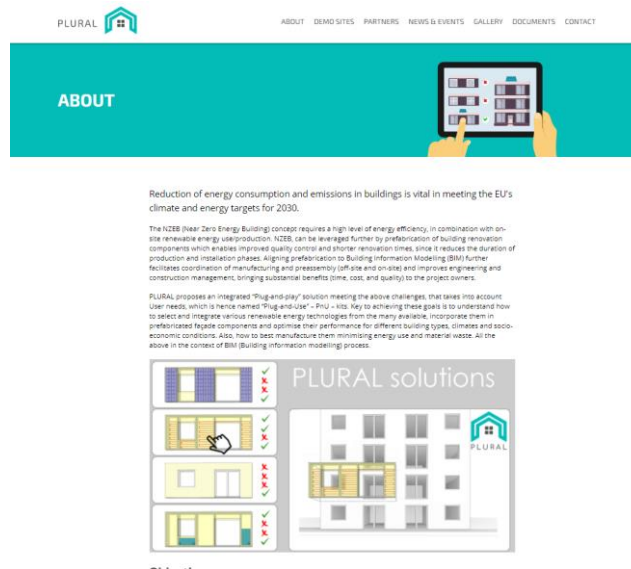 PLURAL
ABOUT DEMO SITES PARTNERS NEWS & EVENTS GALLERY DOCUMENTS CONTACT
ABOUT
Reduction of energy consumption and emissions in buildings is vital in meeting the EU's
climate and energy targets for 2030.
The NZEB (Near Zero Energy Building) concept requires a high level of energy efficiency, in combination with on-
site renewable energy use/production. NZEB, can be leveraged further by prefabrication of building renovation
components which enables improved quality control and shorter renovation times, since it reduces the duration of
production and installation phases. Aligning prefabrication to Building Information Modelling (BIM) further
facilitates coordination of manufacturing and preassembly (off-site and on-site) and improves engineering and
construction management, bringing substantial benefits (time, cost, and quality) to the project owners.
PLURAL proposes an integrated "Plug-and-play" solution meeting the above challenges, that takes into account
User needs, which is hence named "Plug-and-Use" – PnU – kits. Key to achieving these goals is to understand how
to select and integrate various renewable energy technologies from the many available, incorporate them in
prefabricated façade components and optimise their performance for different building types, climates and socio-
economic conditions. Also, how to best manufacture them minimising energy use and material waste. All the
above in the context of BIM (Building information modelling) process.
PLURAL solutions
PLURAL